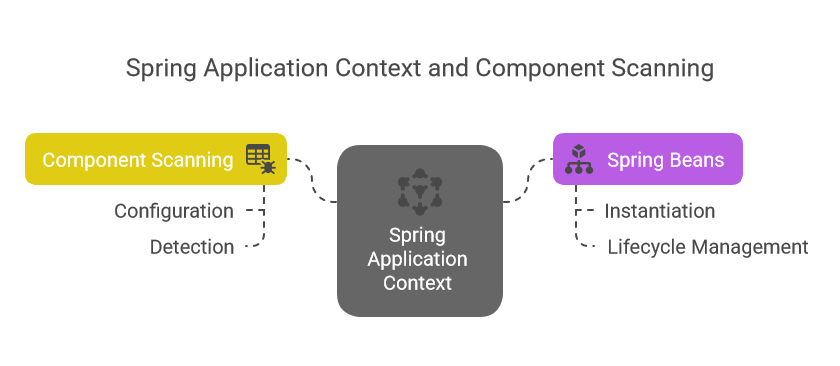 Spring Application Context and Component Scanning
Component Scanning
Configuration
Detection
Spring
Application
Context
Spring Beans
Instantiation
Lifecycle Management